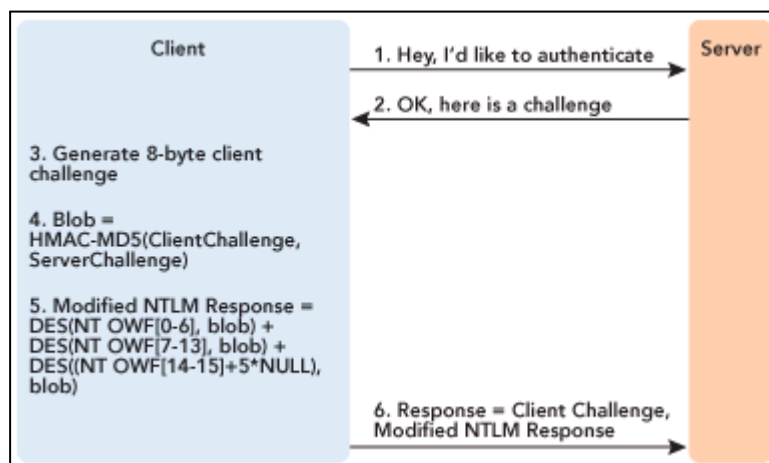 Client
1. Hey, I'd like to authenticate
Server
2. OK, here is a challenge
3. Generate 8-byte client
challenge
4. Blob =
HMAC-MD5(ClientChallenge,
ServerChallenge)
5. Modified NTLM Response =
DES(NT OWF[0-6], blob) +
DES(NT OWF[7-13], blob) +
DES((NT OWF[14-15]+5*NULL),
blob)
6. Response = Client Challenge,
Modified NTLM Response